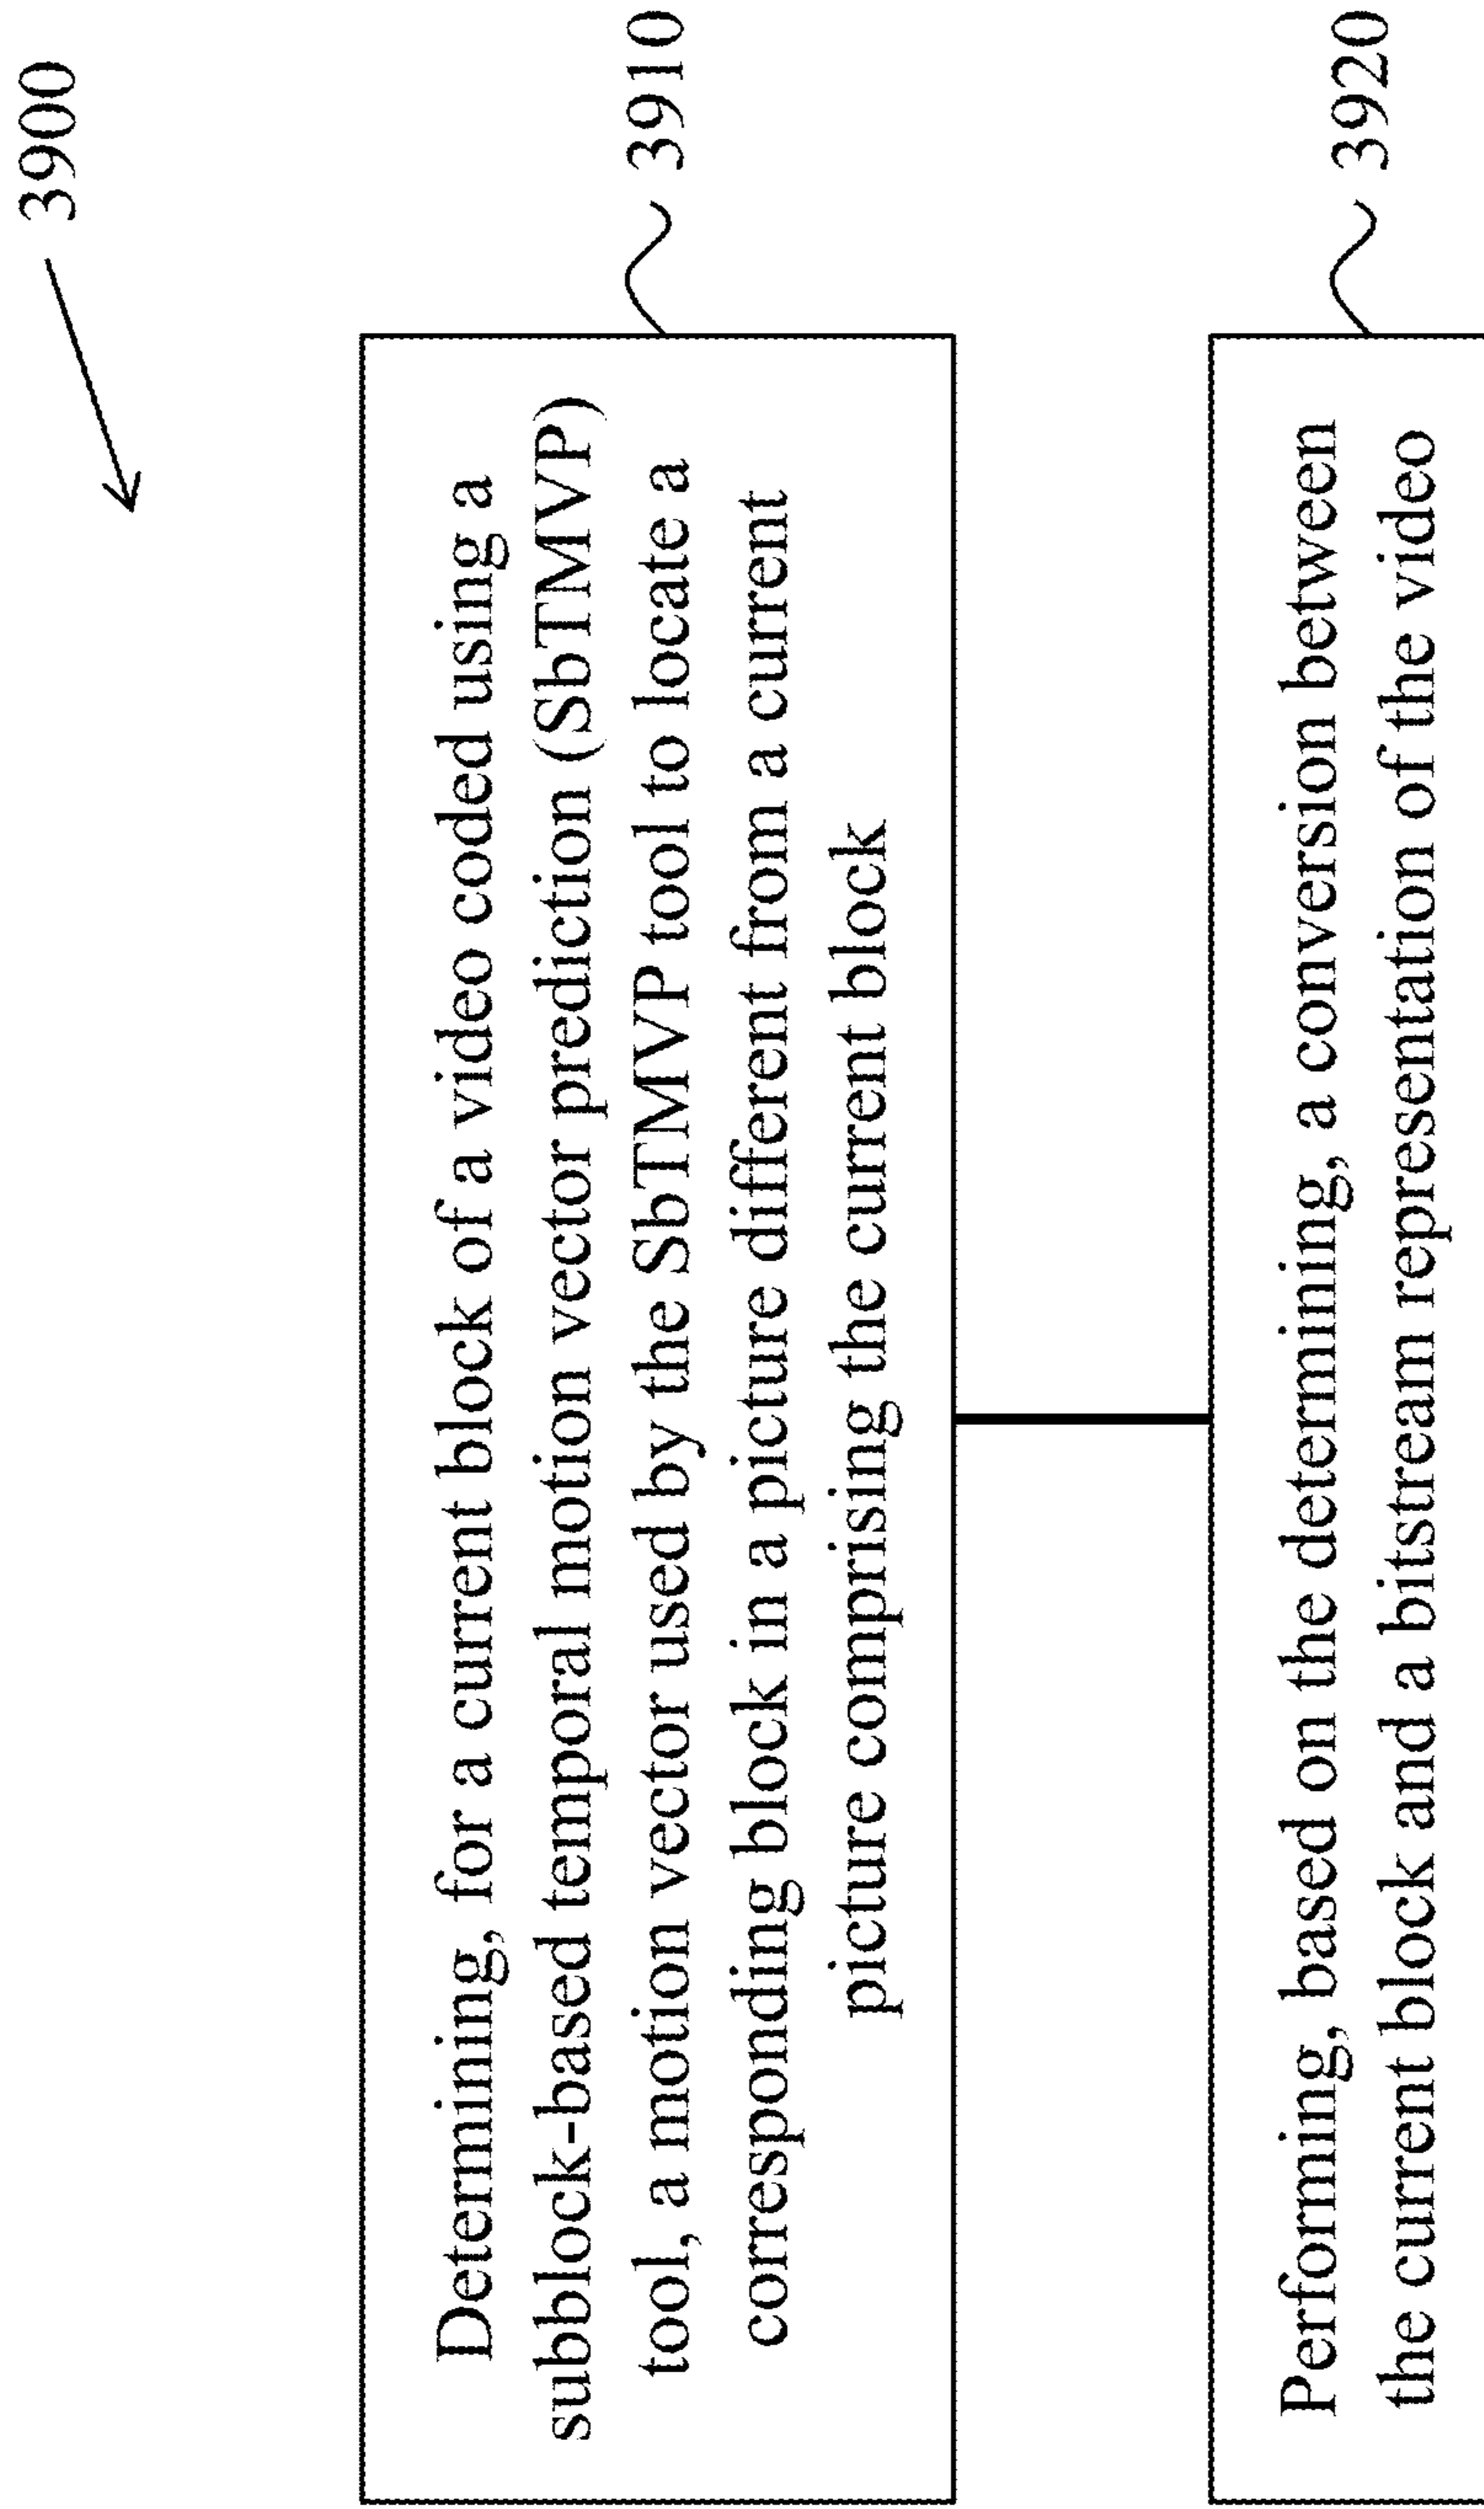 3900
Determining, for a current block of a video coded using a
subblock-based temporal motion vector prediction (SbTMVP)
tool, a motion vector used by the SbTMVP tool to locate a
corresponding block in a picture different from a current
picture comprising the current block
3910
Performing, based on the determining, a conversion between
the current block and a bitstream representation of the video
3920